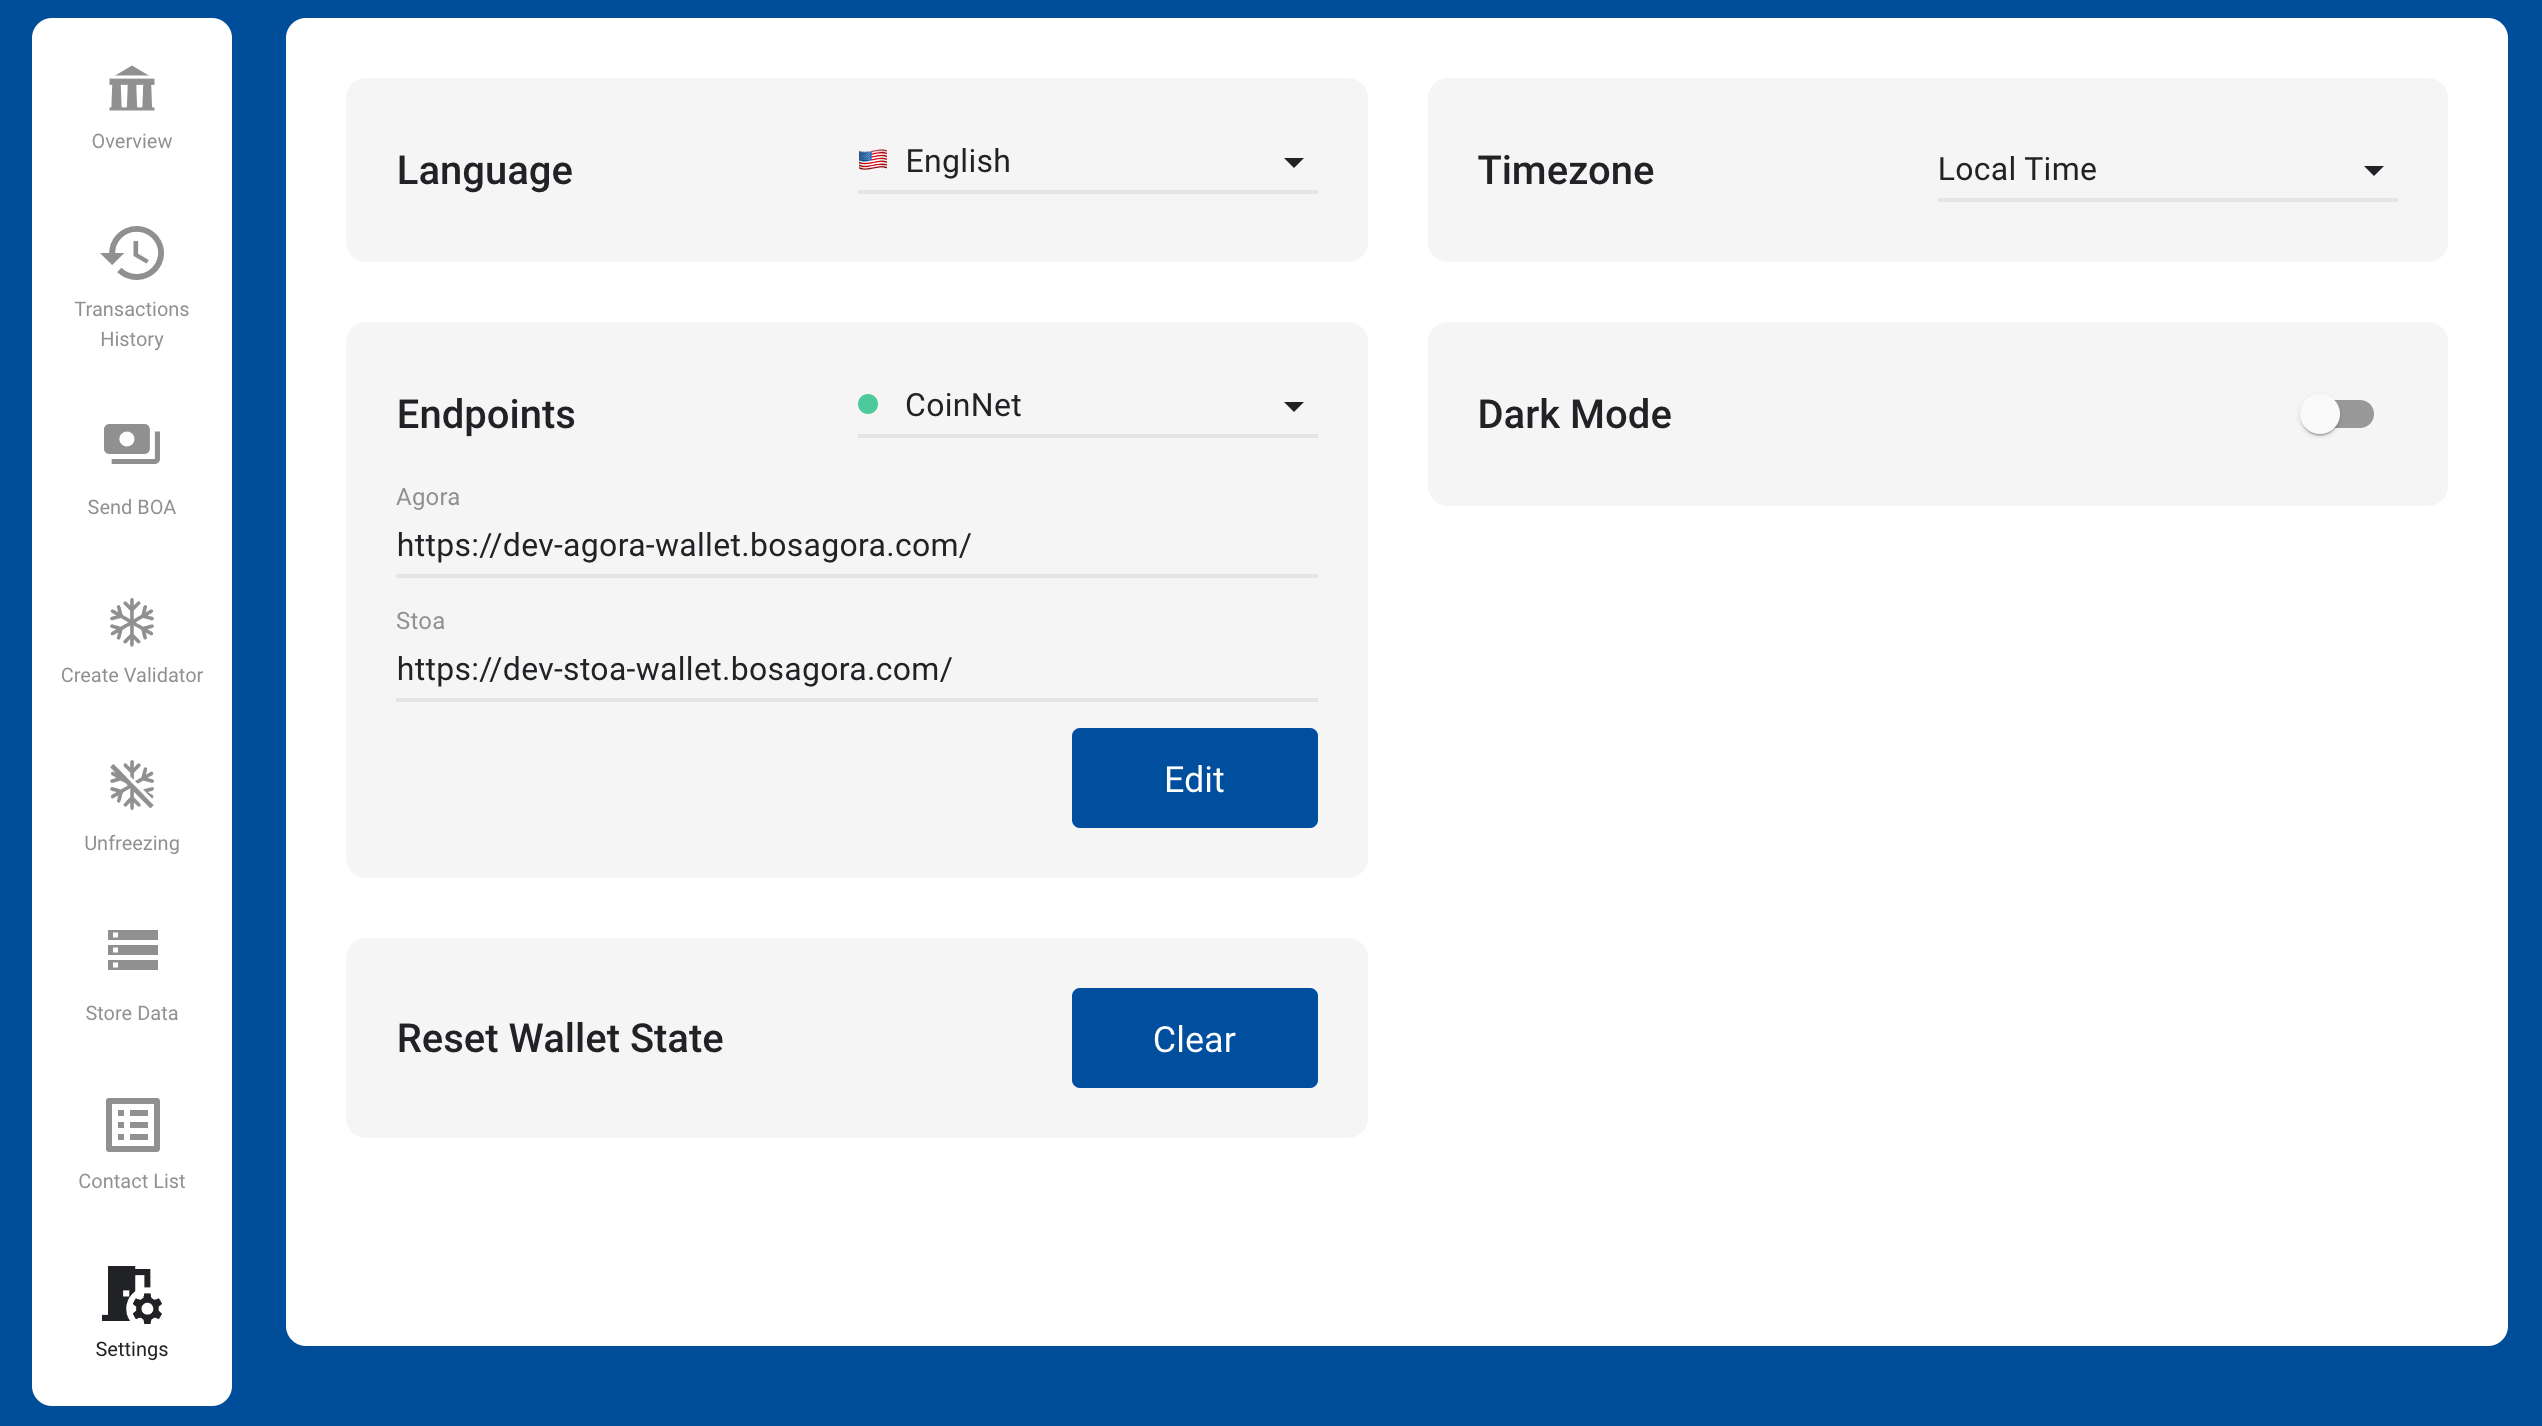 Overview
Transactions
History
Send BOA
Create Validator
Unfreezing
Store Data
Contact List
Settings
Language
English
Timezone
Local Time
Endpoints
CoinNet
Agora
https://dev-agora-wallet.bosagora.com/
Stoa
https://dev-stoa-wallet.bosagora.com/
Edit
Dark Mode
Reset Wallet State
Clear